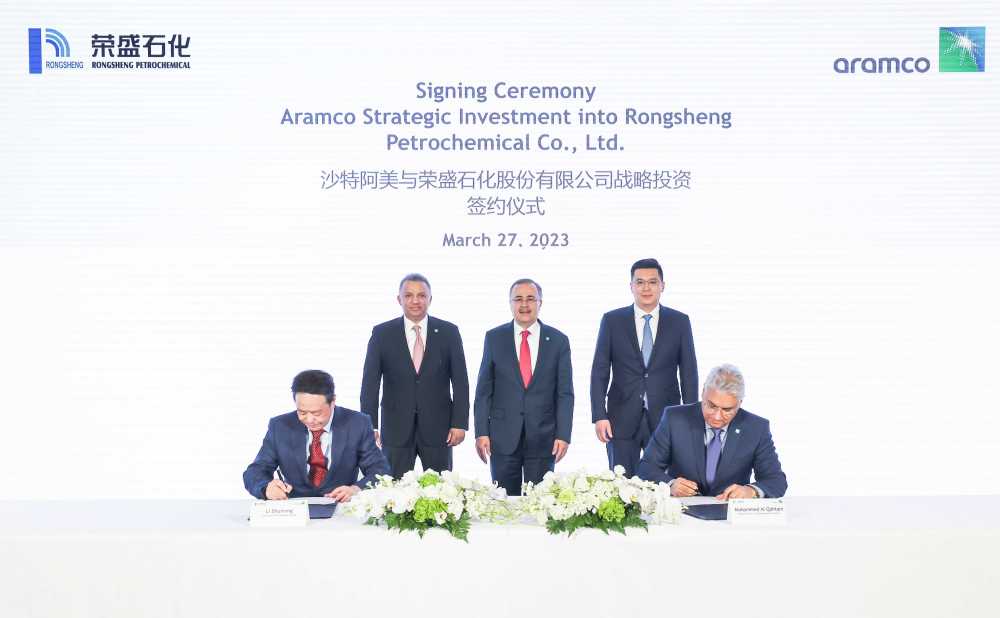 RONGSHENG
荣盛石化
RONGSHENG PETROCHEMICAL
aramco
Signing Ceremony
Aramco Strategic Investment into Rongsheng
Petrochemical Co., Ltd.
沙特阿美与荣盛石化股份有限公司战略投资
签约仪式
March 27, 2023
Li Shuirong
Mohammed Al Qahtani